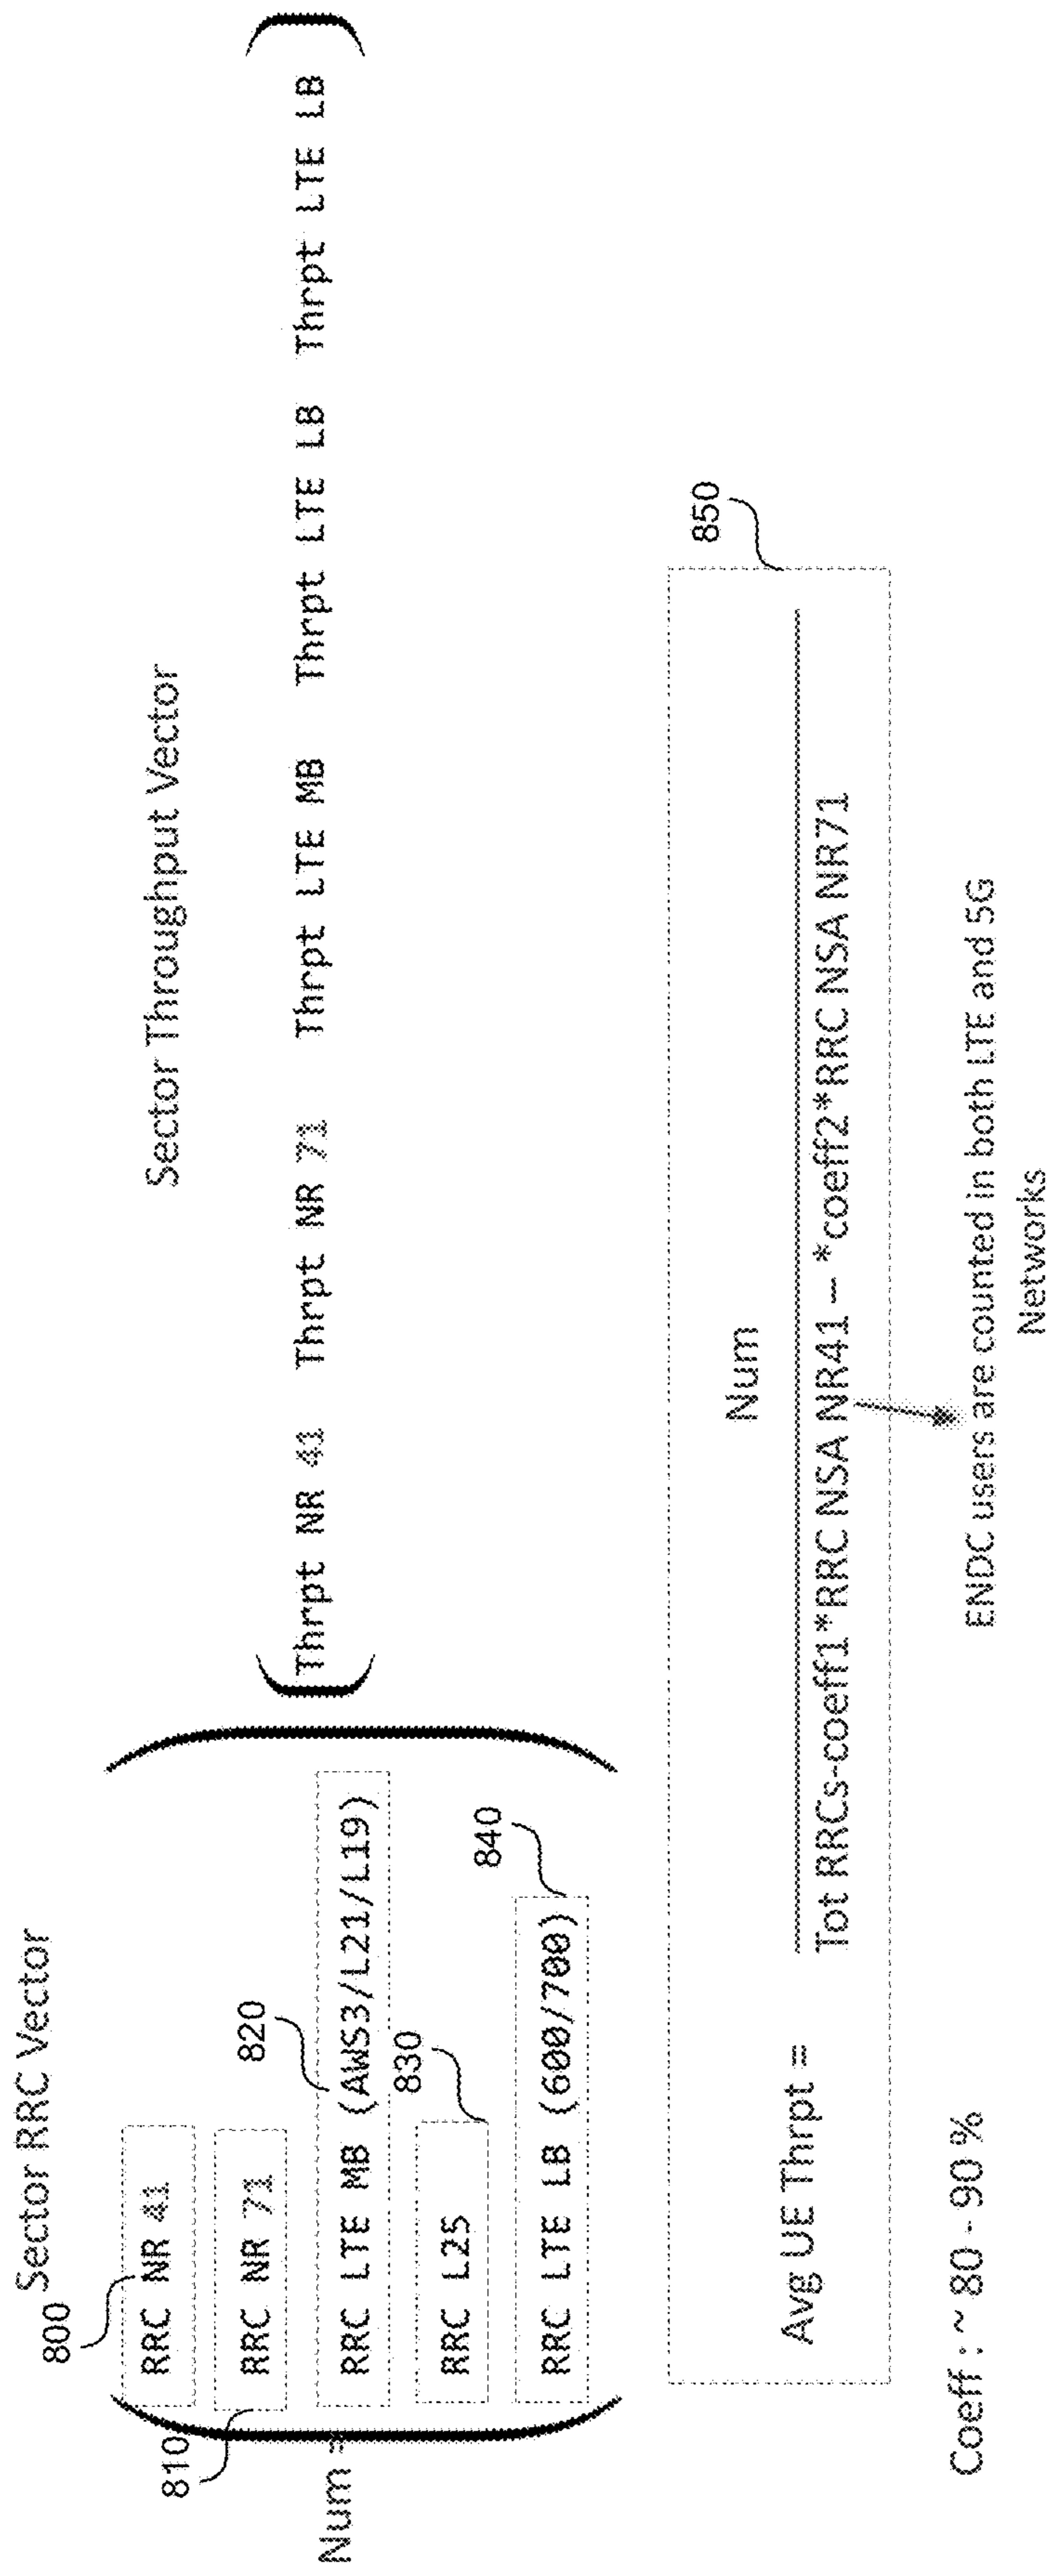 Sector RRC Vector
Sector Throughput Vector
800
810
Num =
RRC NR 41
RRC NR 71
820
RRC LTE MB (AWS3/L21/L19)
830
RRC L25
840
RRC LTE LB (600/700)
Thrpt NR 41 Thrpt NR 71 Thrpt LTE MB Thrpt LTE LB Thrpt LTE LB
850
Num
Avg UE Thrpt =
Tot RRCs-coeff1*RRC NSA NR41 – *coeff2*RRC NSA NR71
Coeff : ~ 80 - 90 %
ENDC users are counted in both LTE and 5G
Networks